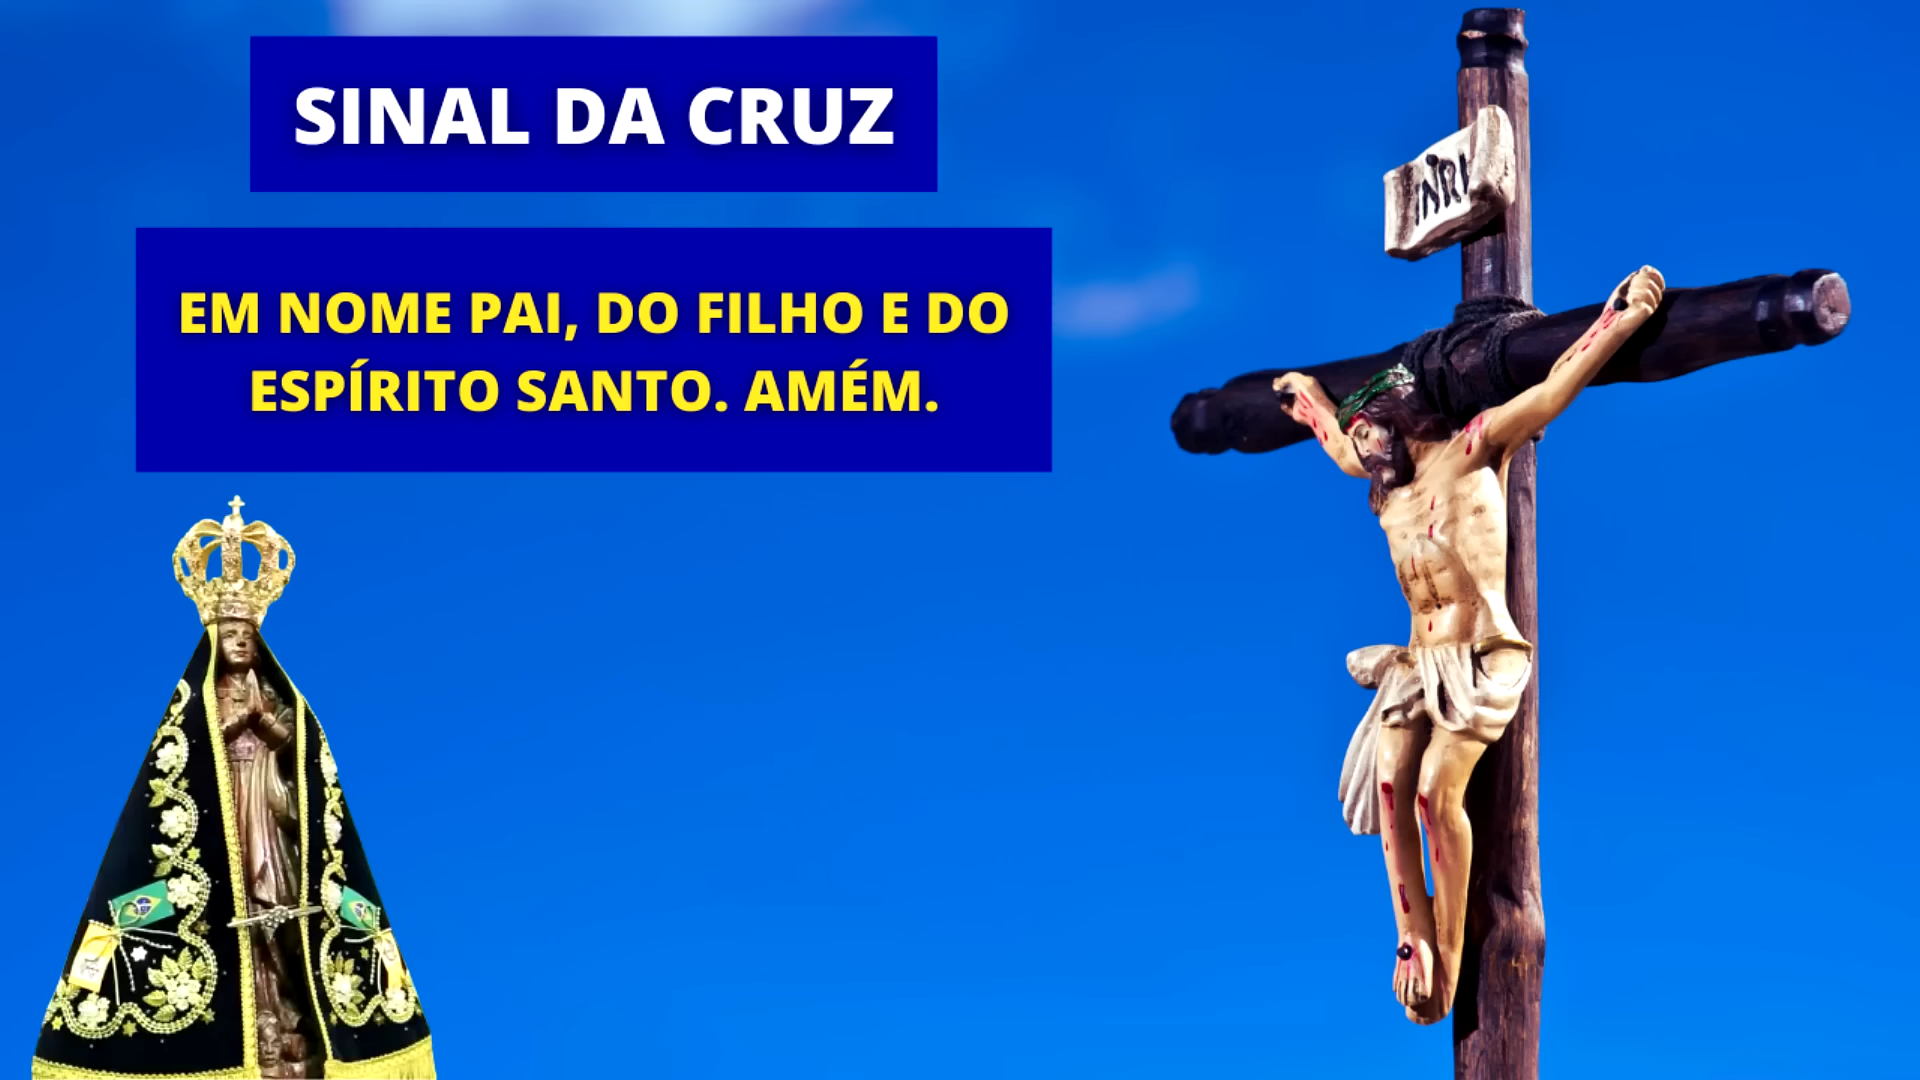 SINAL DA CRUZ
EM NOME PAI, DO FILHO E DO
ESPÍRITO SANTO. AMÉM.
INRI